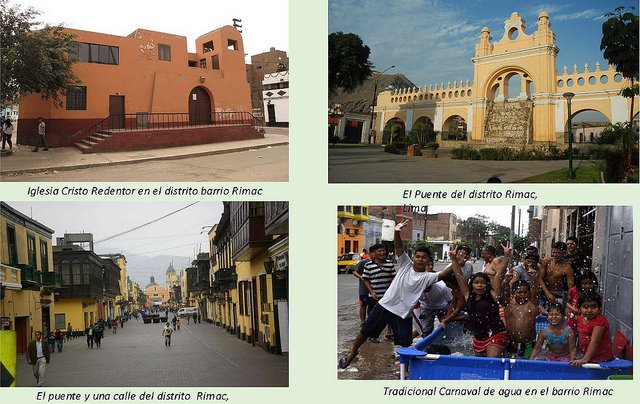 Iglesia Cristo Redentor en el distrito barrio Rimac
El Puente del distrito Rimac,
Lima
El puente y una calle del distrito Rimac,
Tradicional Carnaval de agua en el barrio Rimac